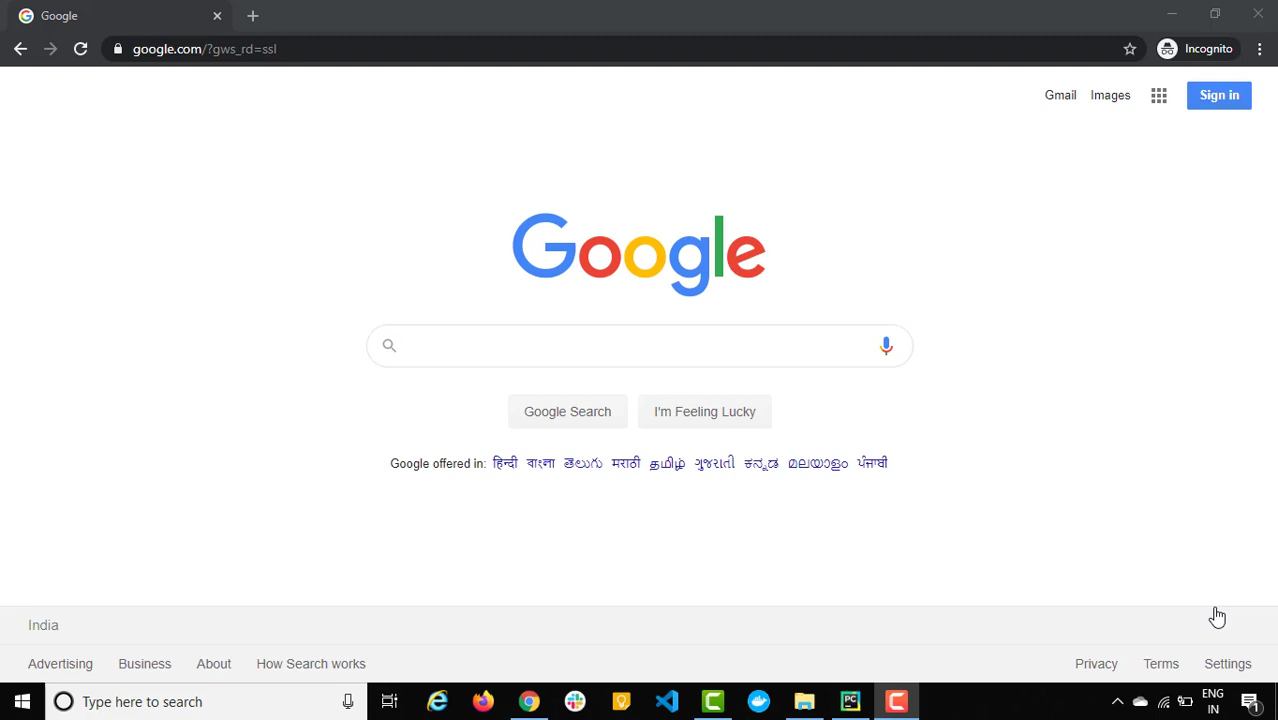 Google
google.com/?gws_rd=ssl
Incognito
Gmail Images Sign in
Google
Google Search I'm Feeling Lucky
Google offered in: हिन्दी বাংলা తెలుగు मराठी தமிழ் ગુજરાતી ಕನ್ನಡ മലയാളം ਪੰਜਾਬੀ
India
Advertising Business About How Search works Privacy Terms Settings
Type here to search
ENG
IN
1